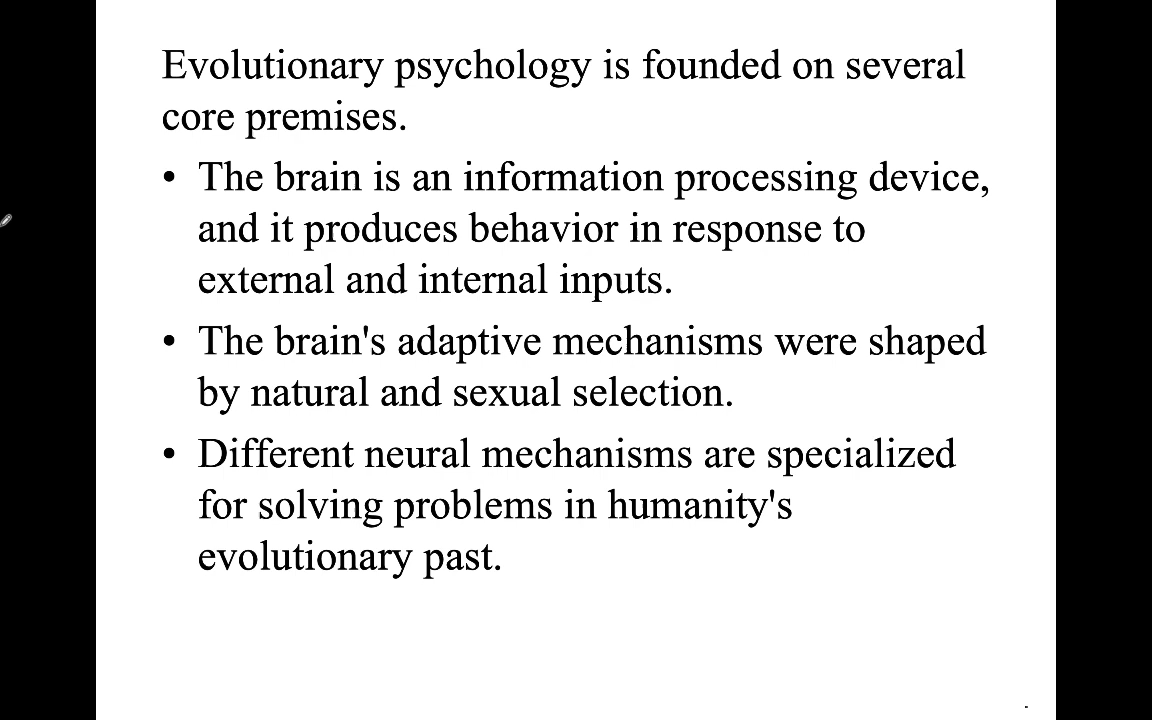 Evolutionary psychology is founded on several
core premises.
• The brain is an information processing device,
and it produces behavior in response to
external and internal inputs.
• The brain's adaptive mechanisms were shaped
by natural and sexual selection.
• Different neural mechanisms are specialized
for solving problems in humanity's
evolutionary past.